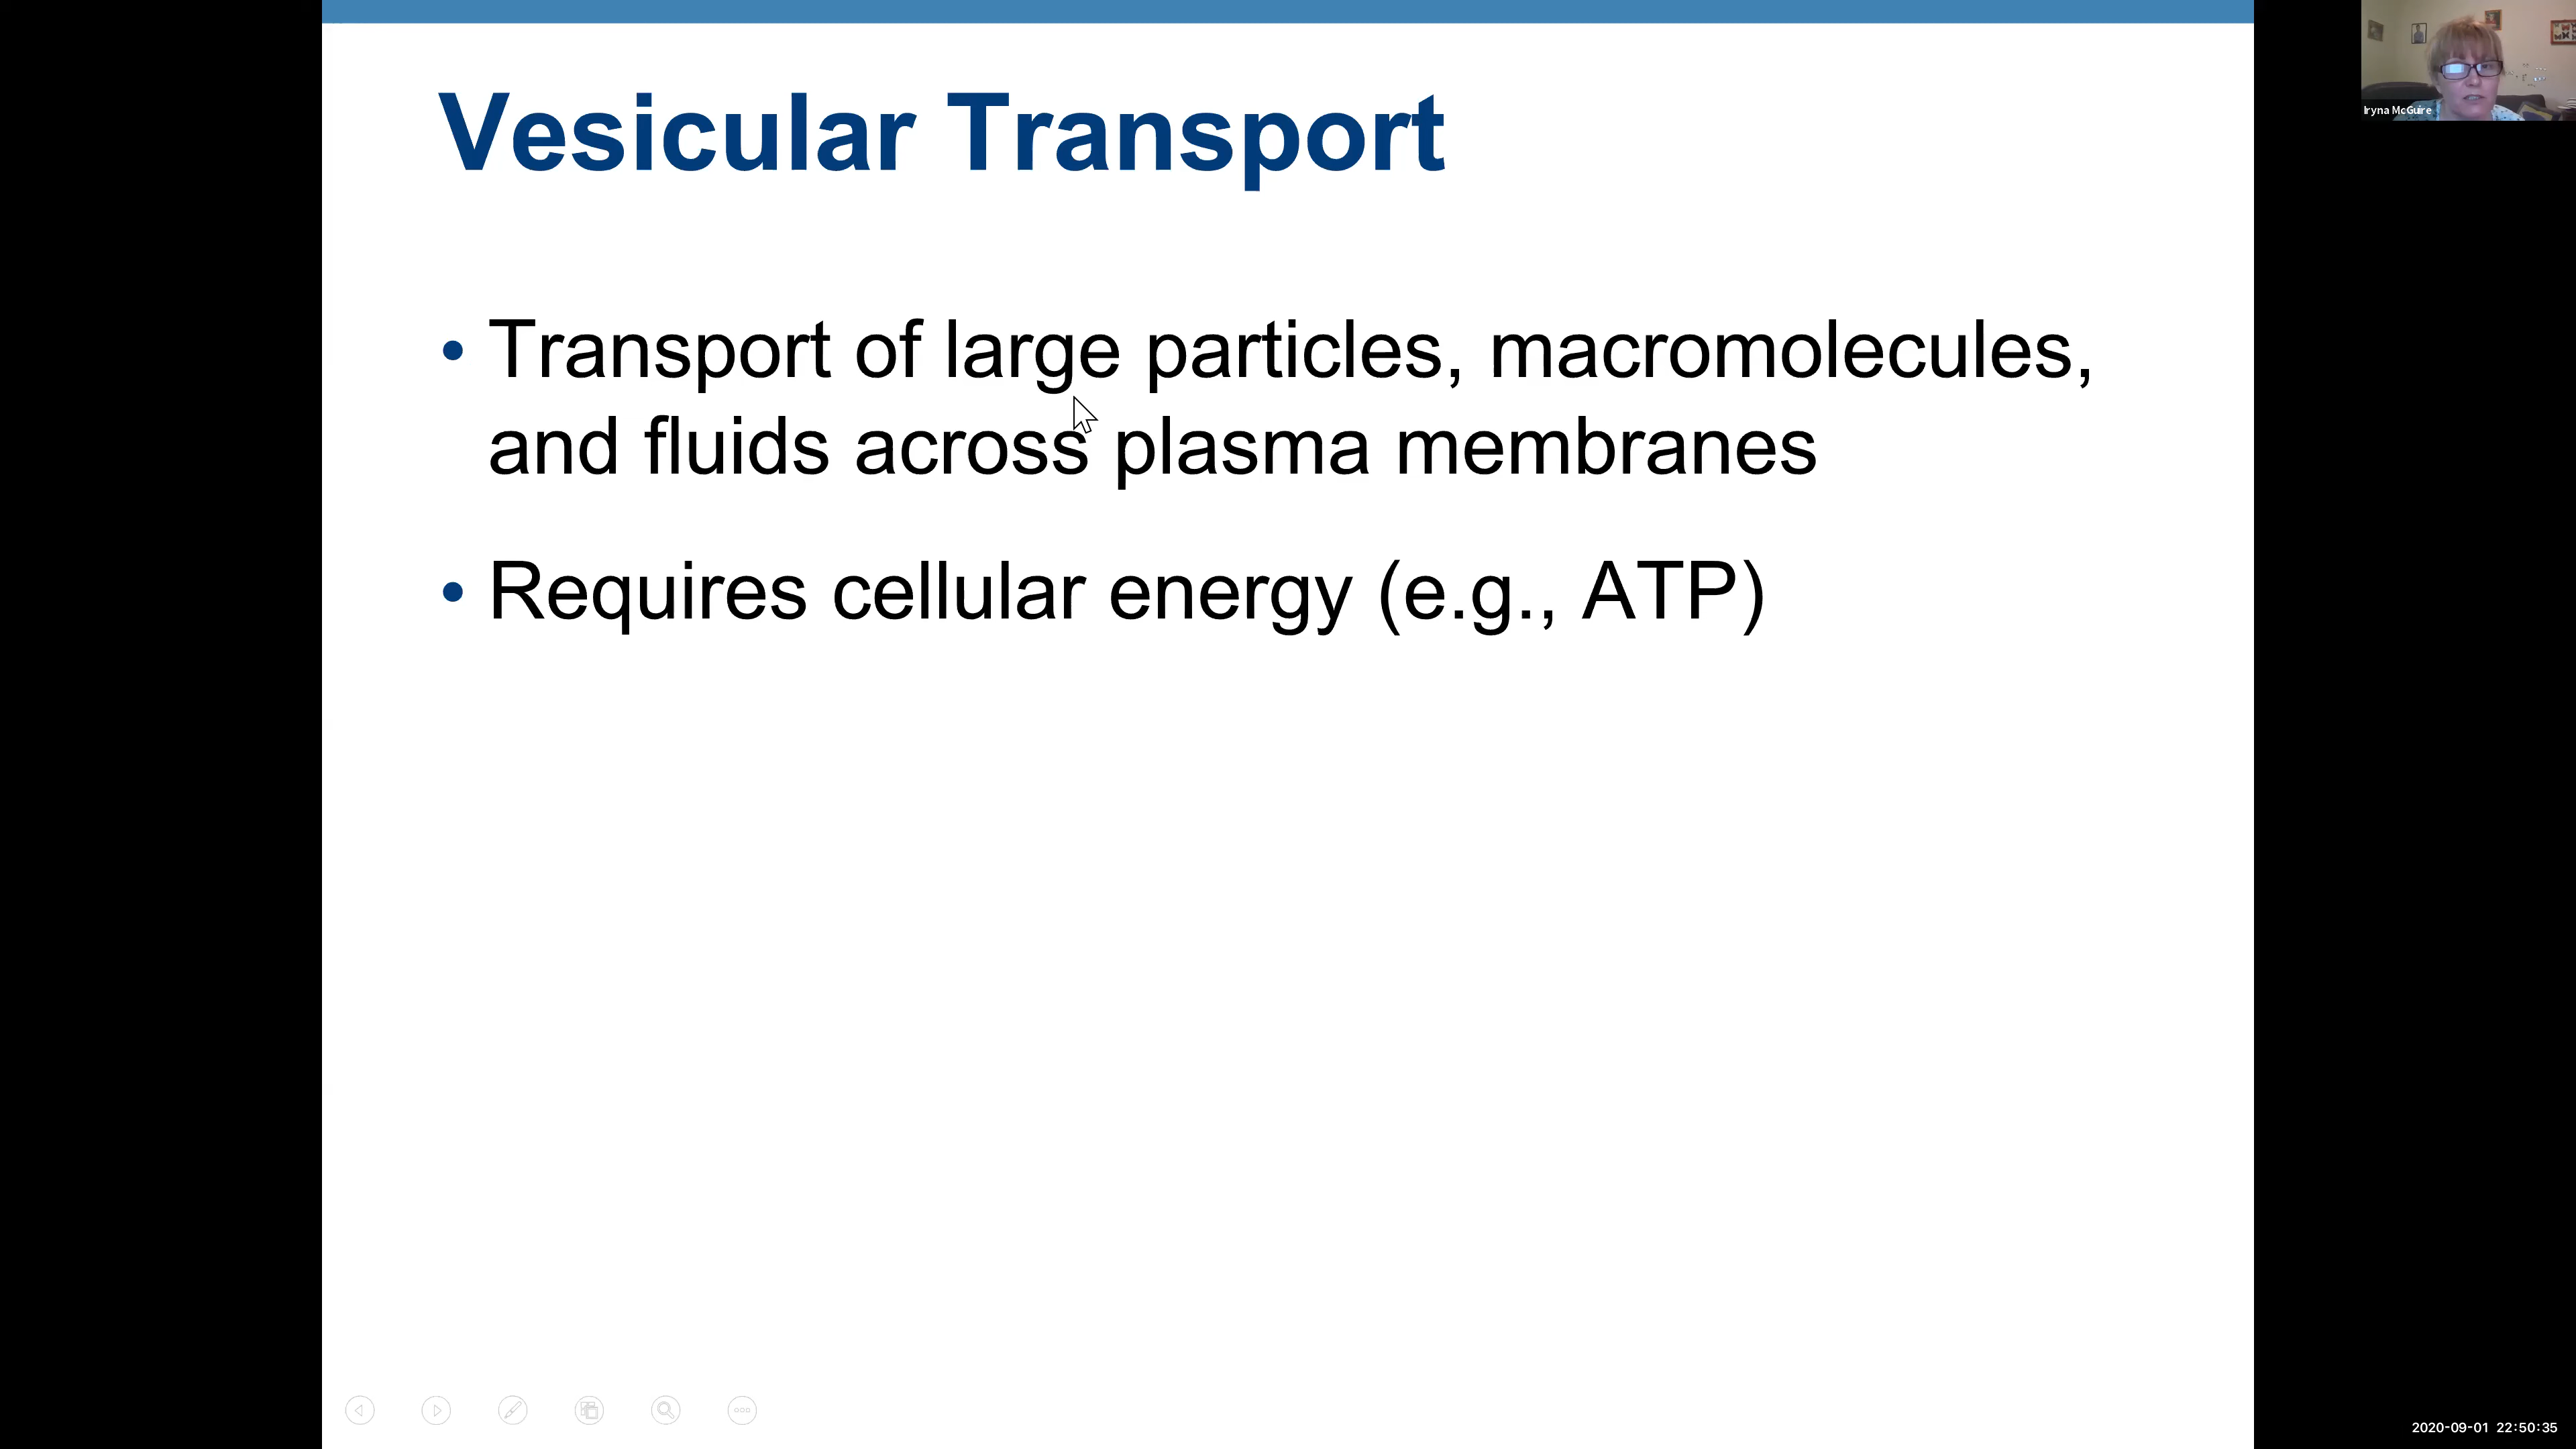 Vesicular Transport
• Transport of large particles, macromolecules,
and fluids across plasma membranes
• Requires cellular energy (e.g., ATP)
Iryna McGuire
2020-09-01 22:50:35